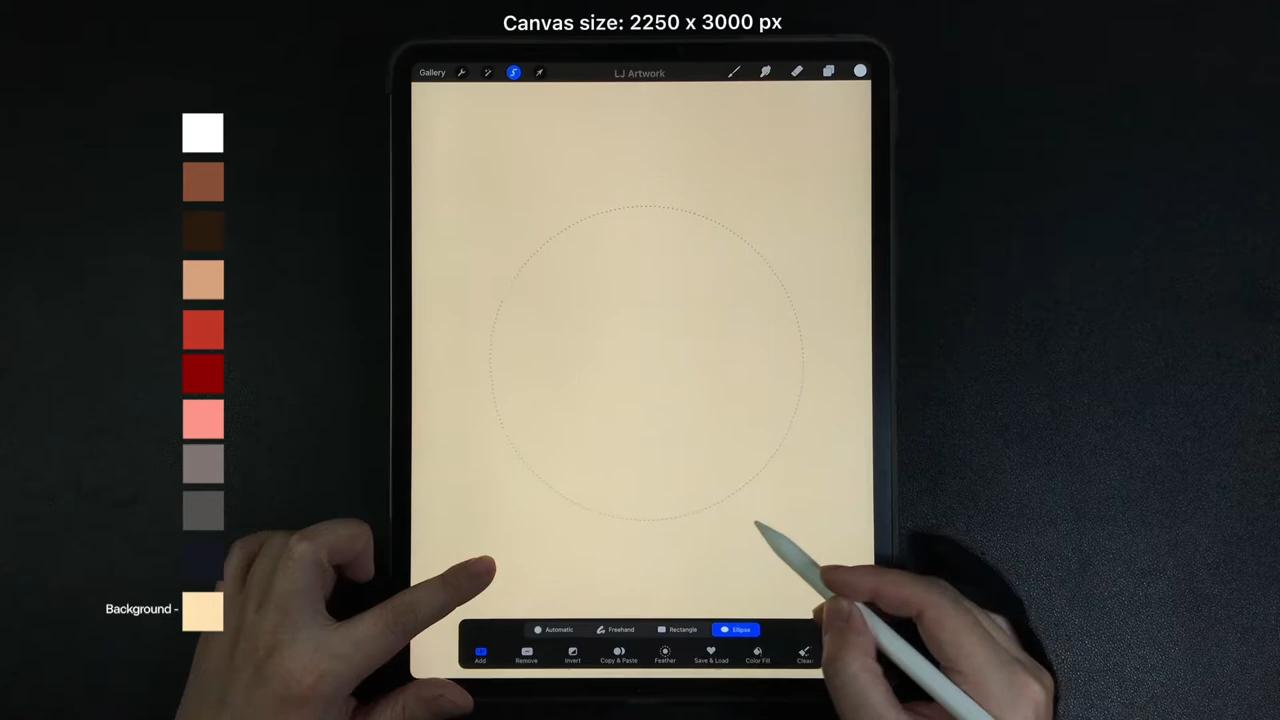 Canvas size: 2250 x 3000 px
Gallery
LJ Artwork
Background -
Automatic
Freehand
Rectangle
Ellipse
Add
Remove
Invert
Copy & Paste
Feather
Save & Load
Color Fill